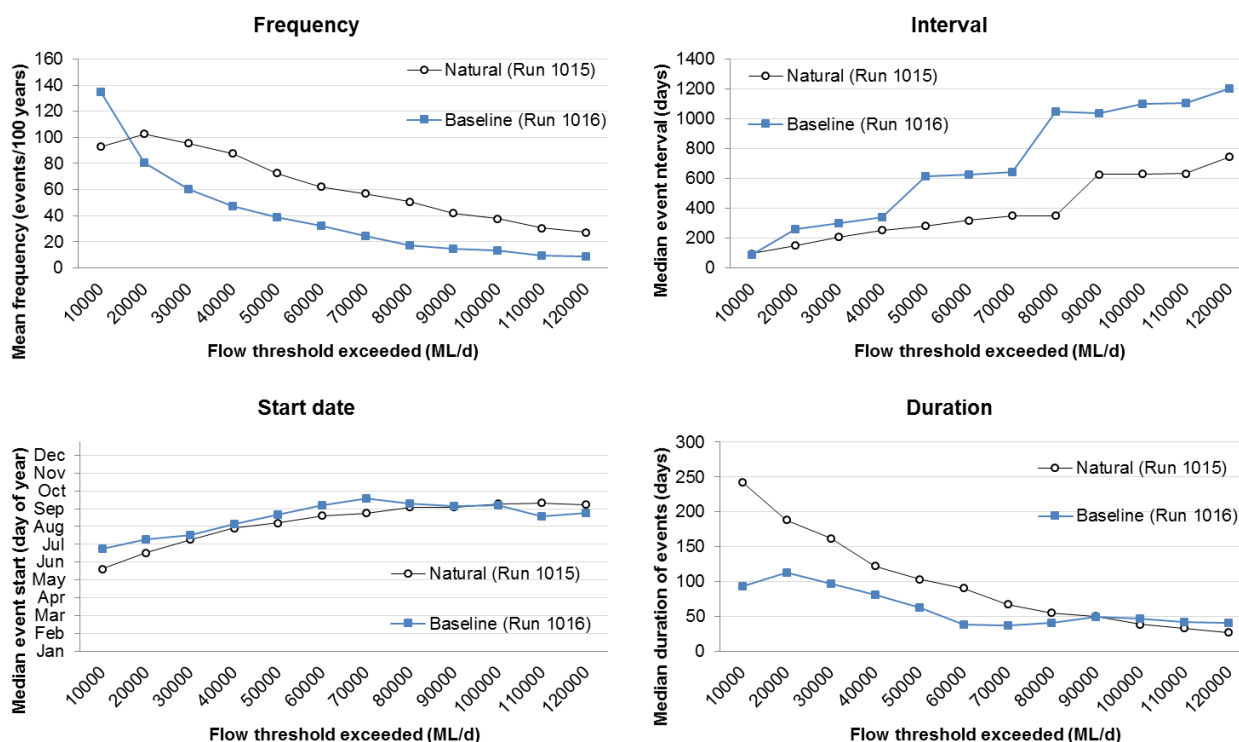 Frequency
Mean frequency (events/100 years)
160
140
120
100
80
60
40
20
0
Natural (Run 1015)
Baseline (Run 1016)
10000 20000 30000 40000 50000 60000 70000 80000 90000 100000 110000 120000
Flow threshold exceeded (ML/d)
Interval
Median event nterval (days)
1400
1200
1000
800
600
400
200
0
Natural (Run 1015)
Baseline (Run 1016)
10000 20000 30000 40000 50000 60000 70000 80000 90000 100000 110000 120000
Flow threshold exceeded (ML/d)
Start date
Median event start (day of year)
Dec
Nov
Oct
Sep
Aug
Jul
Jun
May
Apr
Mar
Feb
Jan
Natural (Run 1015)
Baseline (Run 1016)
10000 20000 30000 40000 50000 60000 70000 80000 90000 100000 110000 120000
Flow threshold exceeded (ML/d)
Duration
Median duration of events (days)
300
250
200
150
100
50
0
Natural (Run 1015)
Baseline (Run 1016)
10000 20000 30000 40000 50000 60000 70000 80000 90000 100000 110000 120000
Flow threshold exceeded (ML/d)